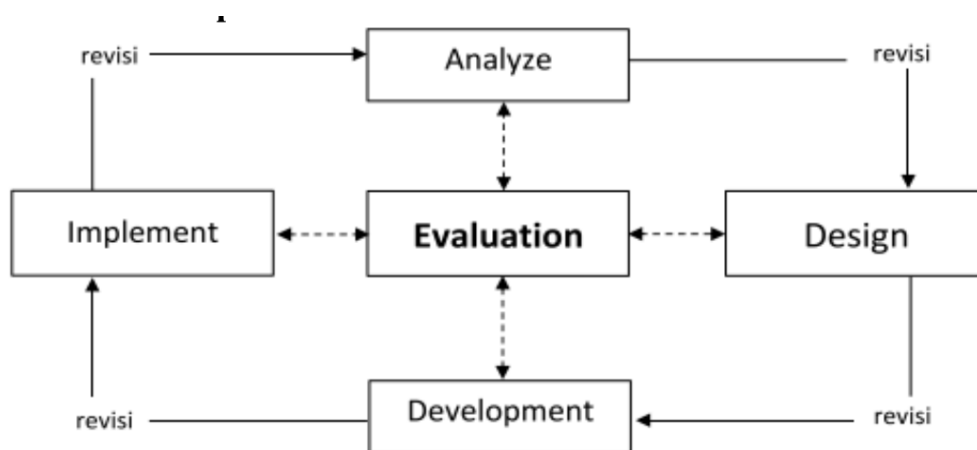 revisi
Analyze
revisi
Implement
Evaluation
Design
revisi
Development
revisi